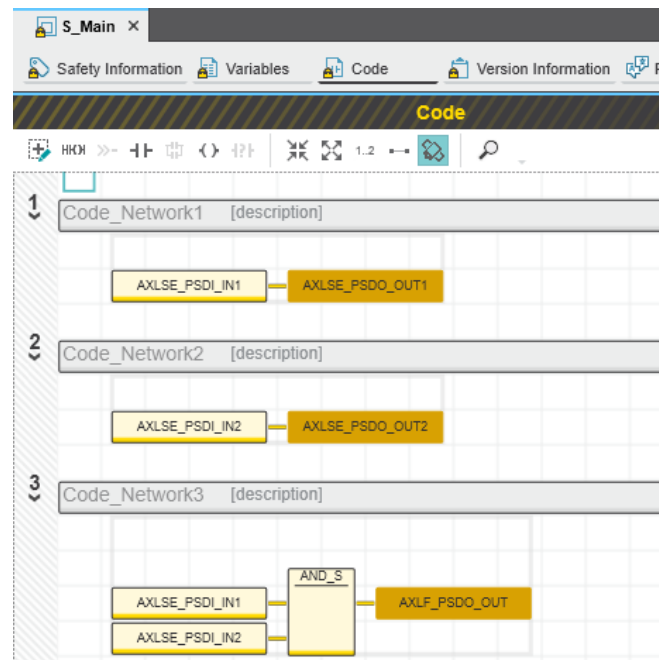 S_Main ×
Safety Information Variables Code Version Information
Code
1..2
1
Code_Network1 [description]
AXLSE_PSDI_IN1 AXLSE_PSDO_OUT1
2
Code_Network2 [description]
AXLSE_PSDI_IN2 AXLSE_PSDO_OUT2
3
Code_Network3 [description]
AND_S
AXLSE_PSDI_IN1 AXLF_PSDO_OUT
AXLSE_PSDI_IN2